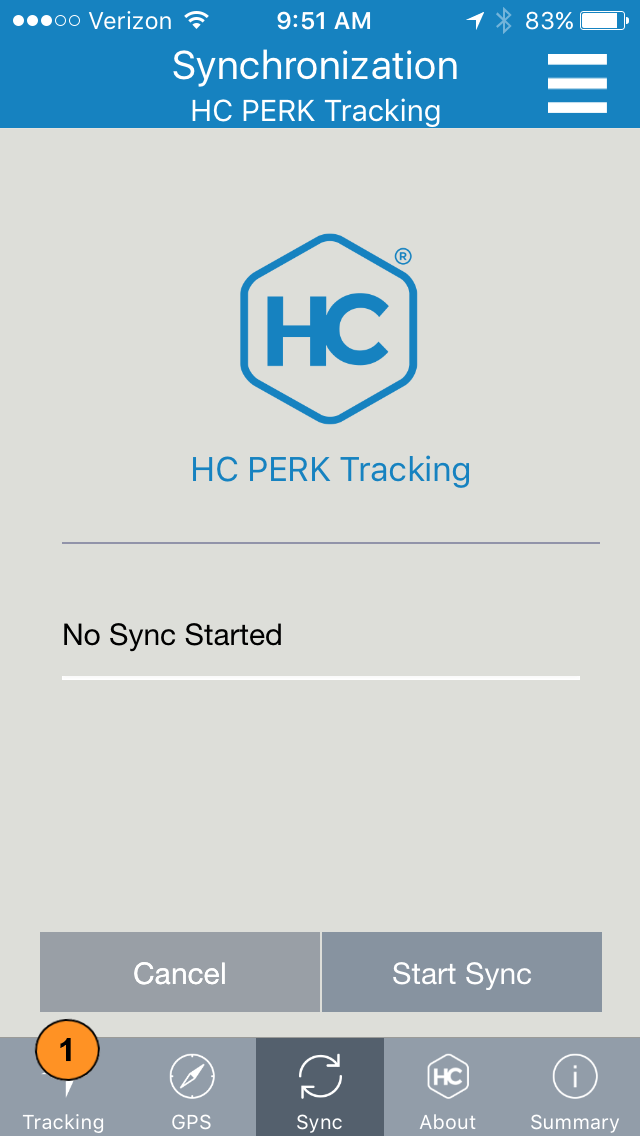 Verizon 9:51 AM 83%
Synchronization
HC PERK Tracking
HC®
HC PERK Tracking
No Sync Started
Cancel Start Sync
1
HC
Tracking GPS Sync About Summary